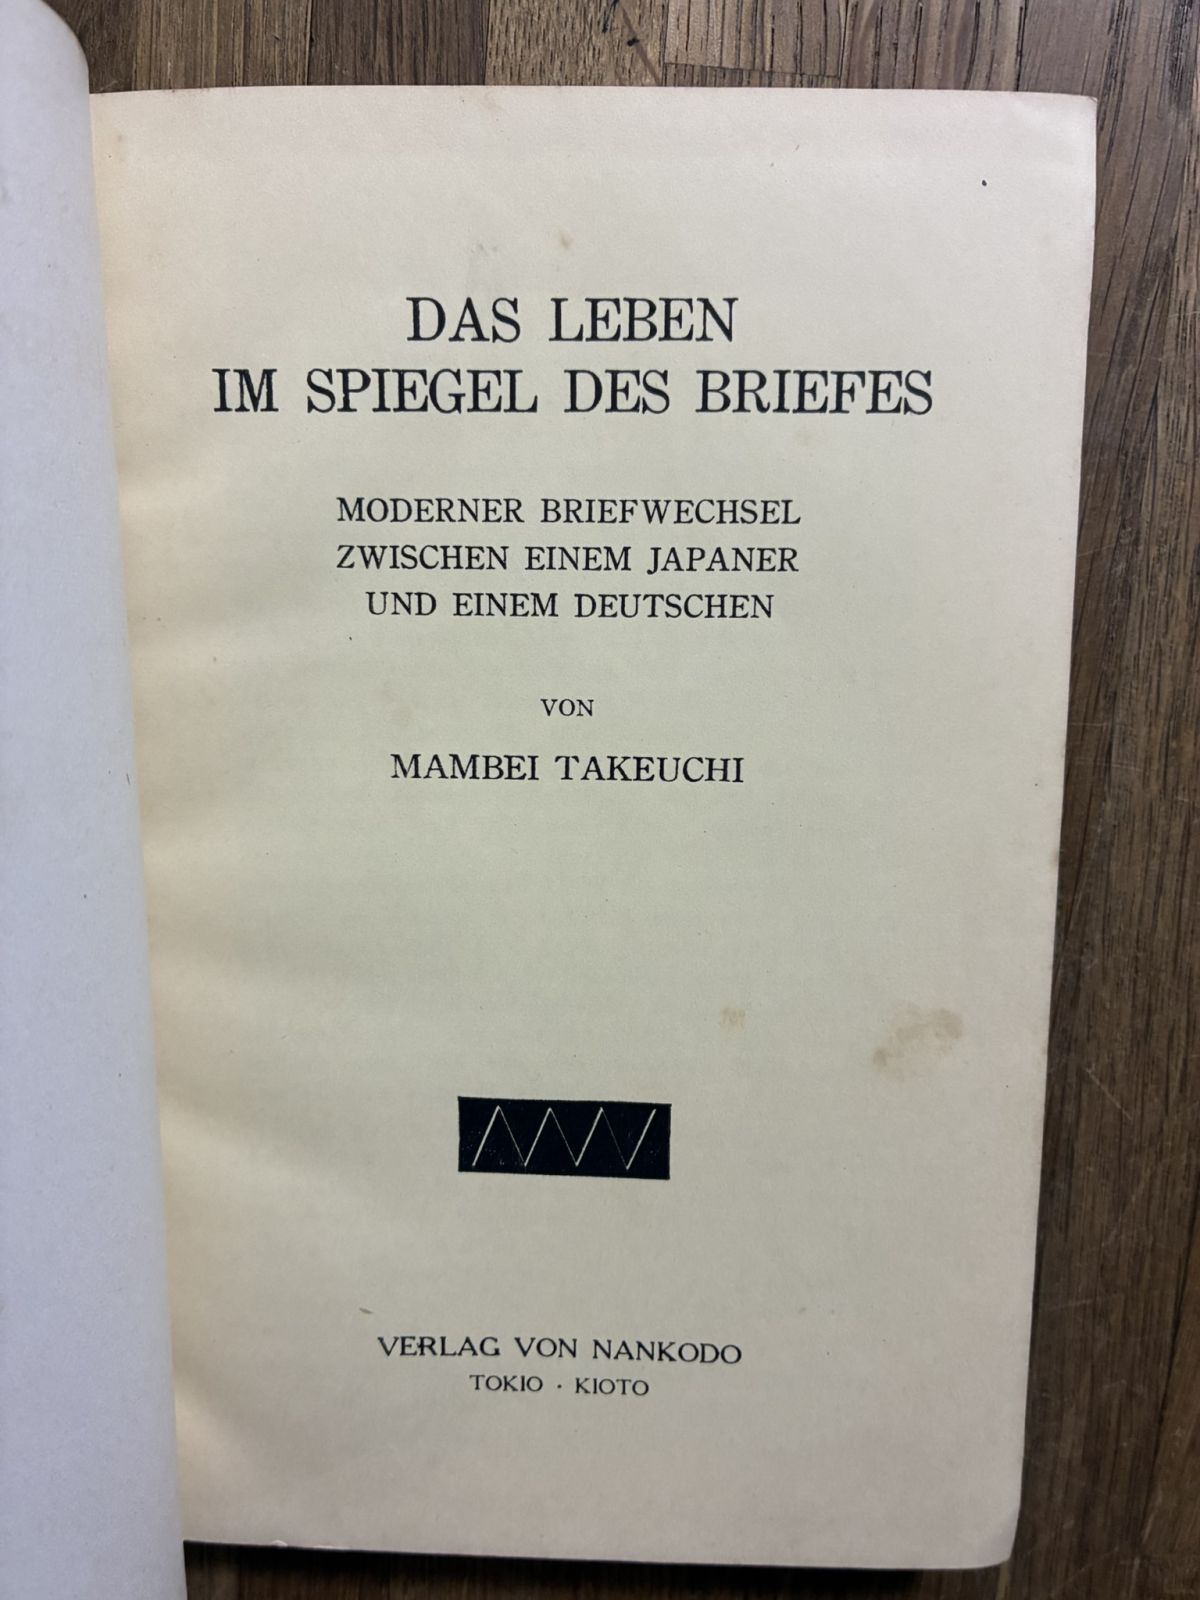 DAS LEBEN
IM SPIEGEL DES BRIEFES
MODERNER BRIEFWECHSEL
ZWISCHEN EINEM JAPANER
UND EINEM DEUTSCHEN
VON
MAMBEI TAKEUCHI
VERLAG VON NANKODO
TOKIO · KIOTO